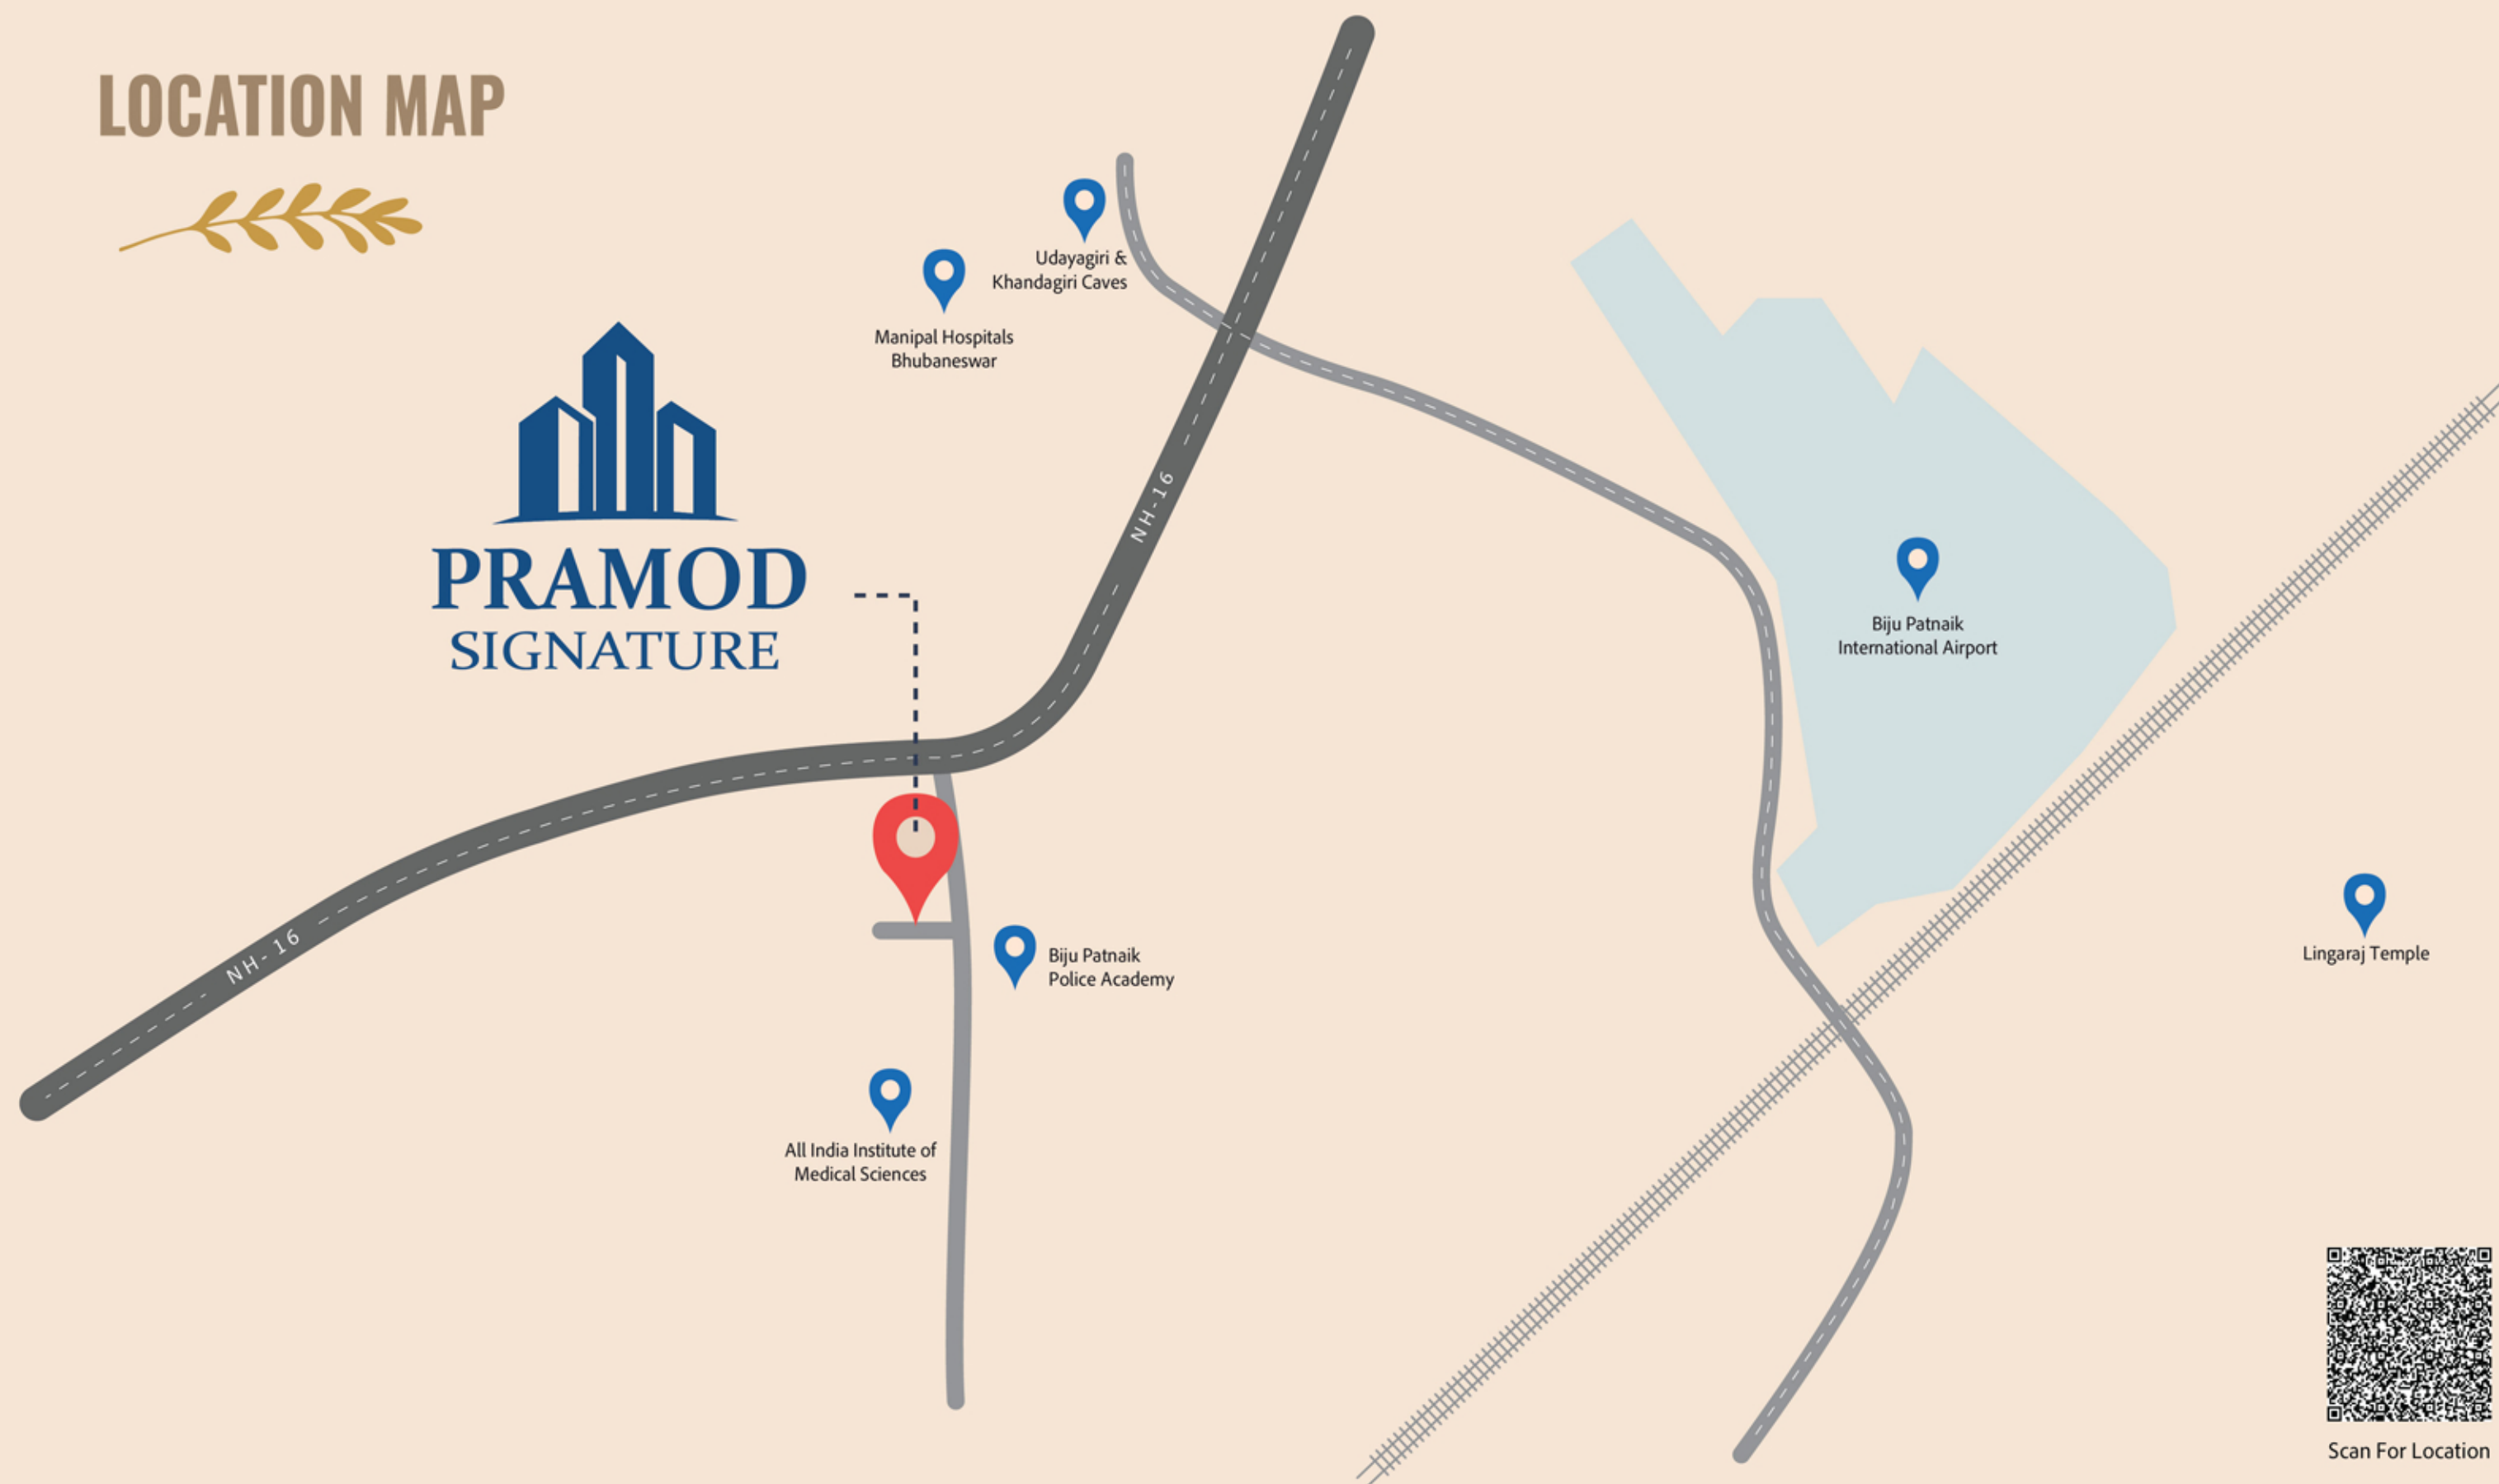 LOCATION MAP
Udayagiri &
Khandagiri Caves
Manipal Hospitals
Bhubaneswar
NH-16
PRAMOD
SIGNATURE
Biju Patnaik
International Airport
NH-16
Biju Patnaik
Police Academy
Lingaraj Temple
All India Institute of
Medical Sciences
Scan For Location